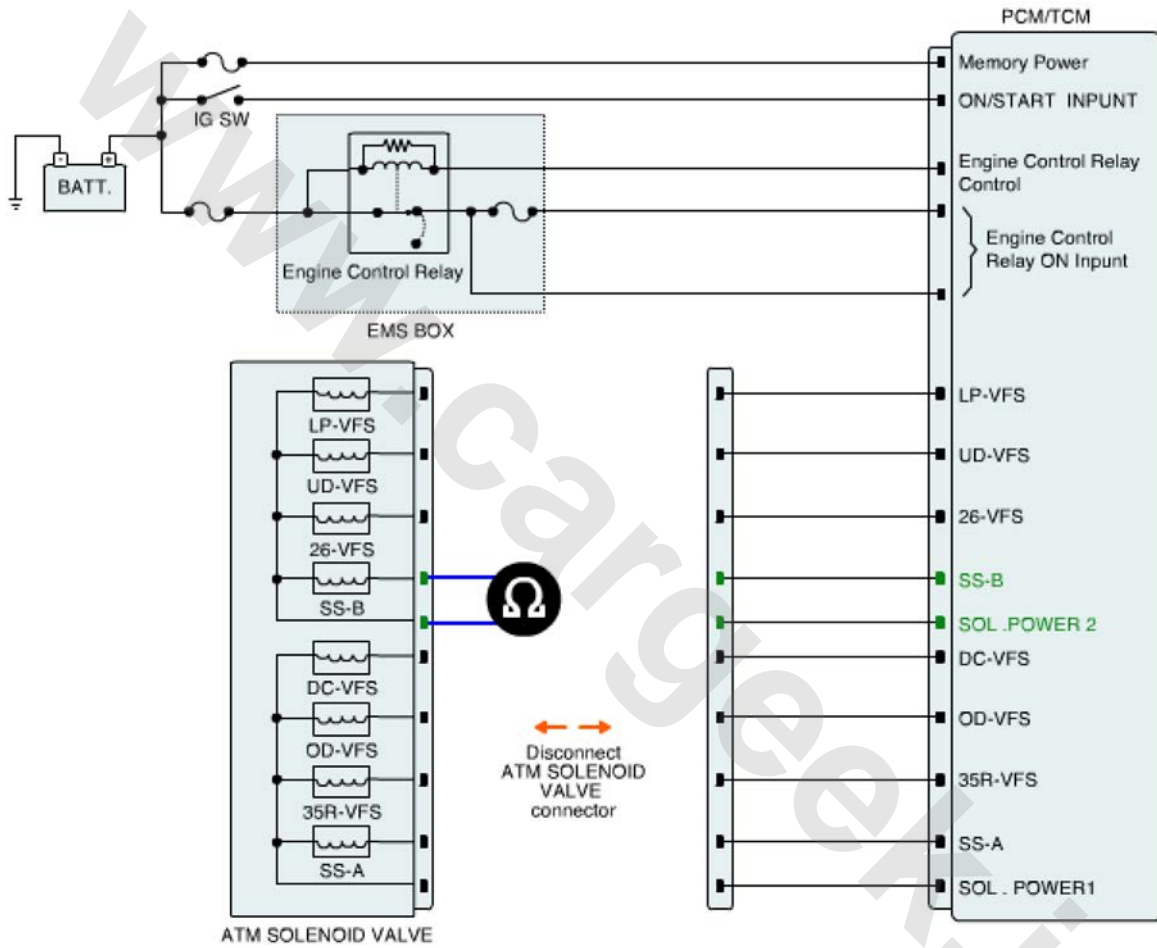 PCM/TCM
Memory Power
IG SW
ON/START INPUNT
BATT.
-
+
Engine Control Relay
Control
Engine Control Relay
Engine Control
Relay ON Inpunt
EMS BOX
LP-VFS
UD-VFS
26-VFS
SS-B
DC-VFS
OD-VFS
35R-VFS
SS-A
ATM SOLENOID VALVE
Ω
Disconnect
ATM SOLENOID
VALVE
connector
LP-VFS
UD-VFS
26-VFS
SS-B
SOL .POWER 2
DC-VFS
OD-VFS
35R-VFS
SS-A
SOL . POWER1